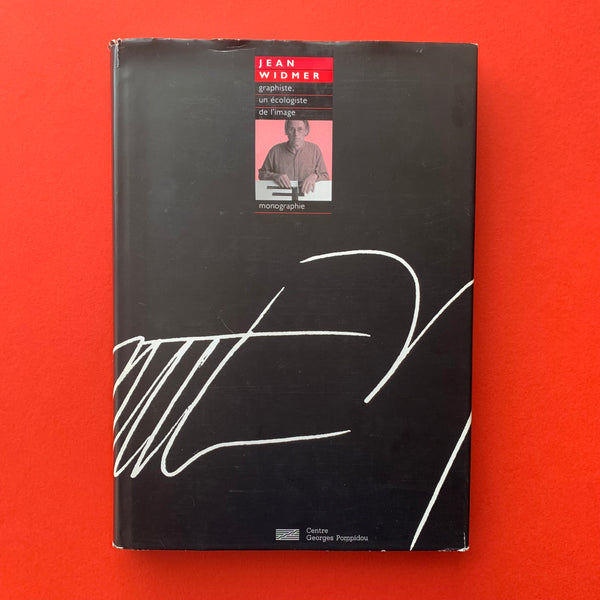 JEAN
WIDMER
graphiste,
un écologiste
de l'image
monographie
Centre
Georges Pompidou